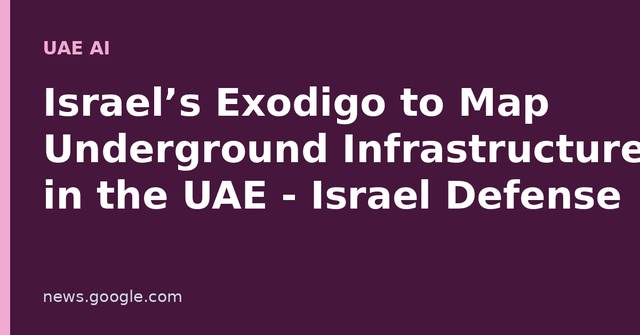 UAE AI
Israel’s Exodigo to Map
Underground Infrastructure
in the UAE - Israel Defense
news.google.com